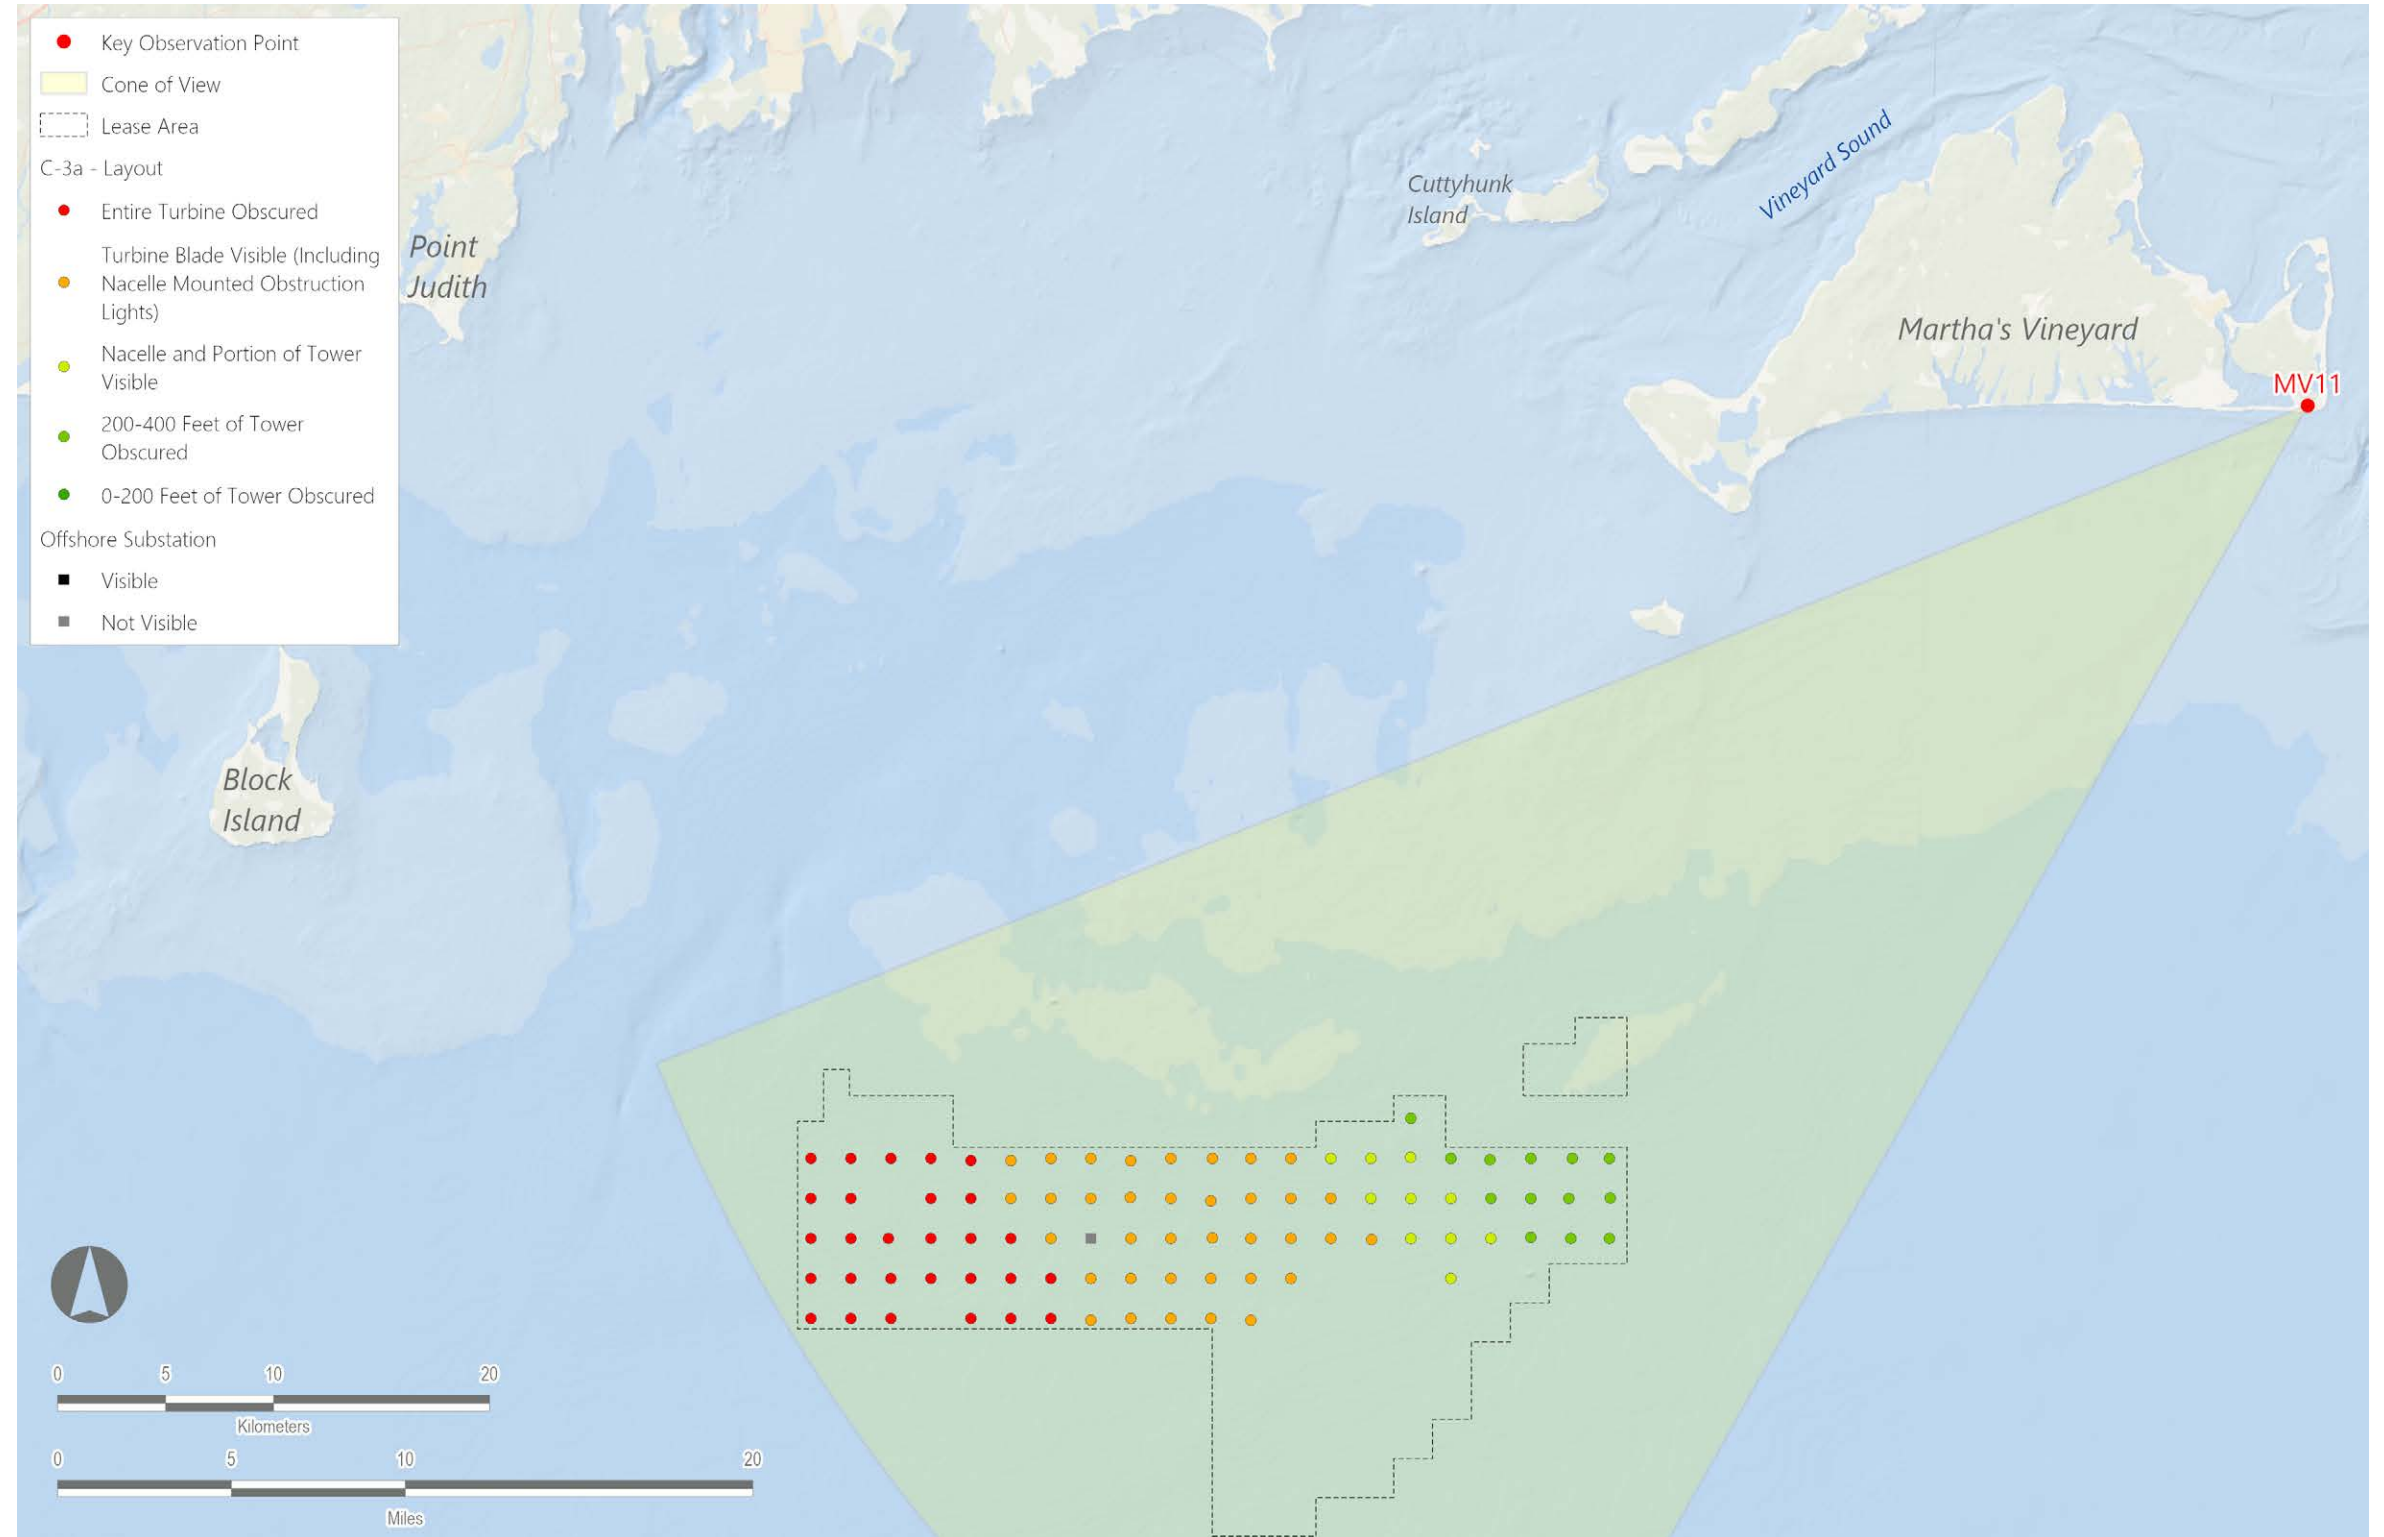 Key Observation Point
Cone of View
Lease Area
C-3a - Layout
Entire Turbine Obscured
Turbine Blade Visible (Including
Nacelle Mounted Obstruction
Lights)
Nacelle and Portion of Tower
Visible
200-400 Feet of Tower
Obscured
0-200 Feet of Tower Obscured
Offshore Substation
Visible
Not Visible
Point
Judith
Cuttyhunk
Island
Vineyard Sound
Martha's Vineyard
MV11
Block
Island
0 5 10 20
Kilometers
0 5 10 20
Miles